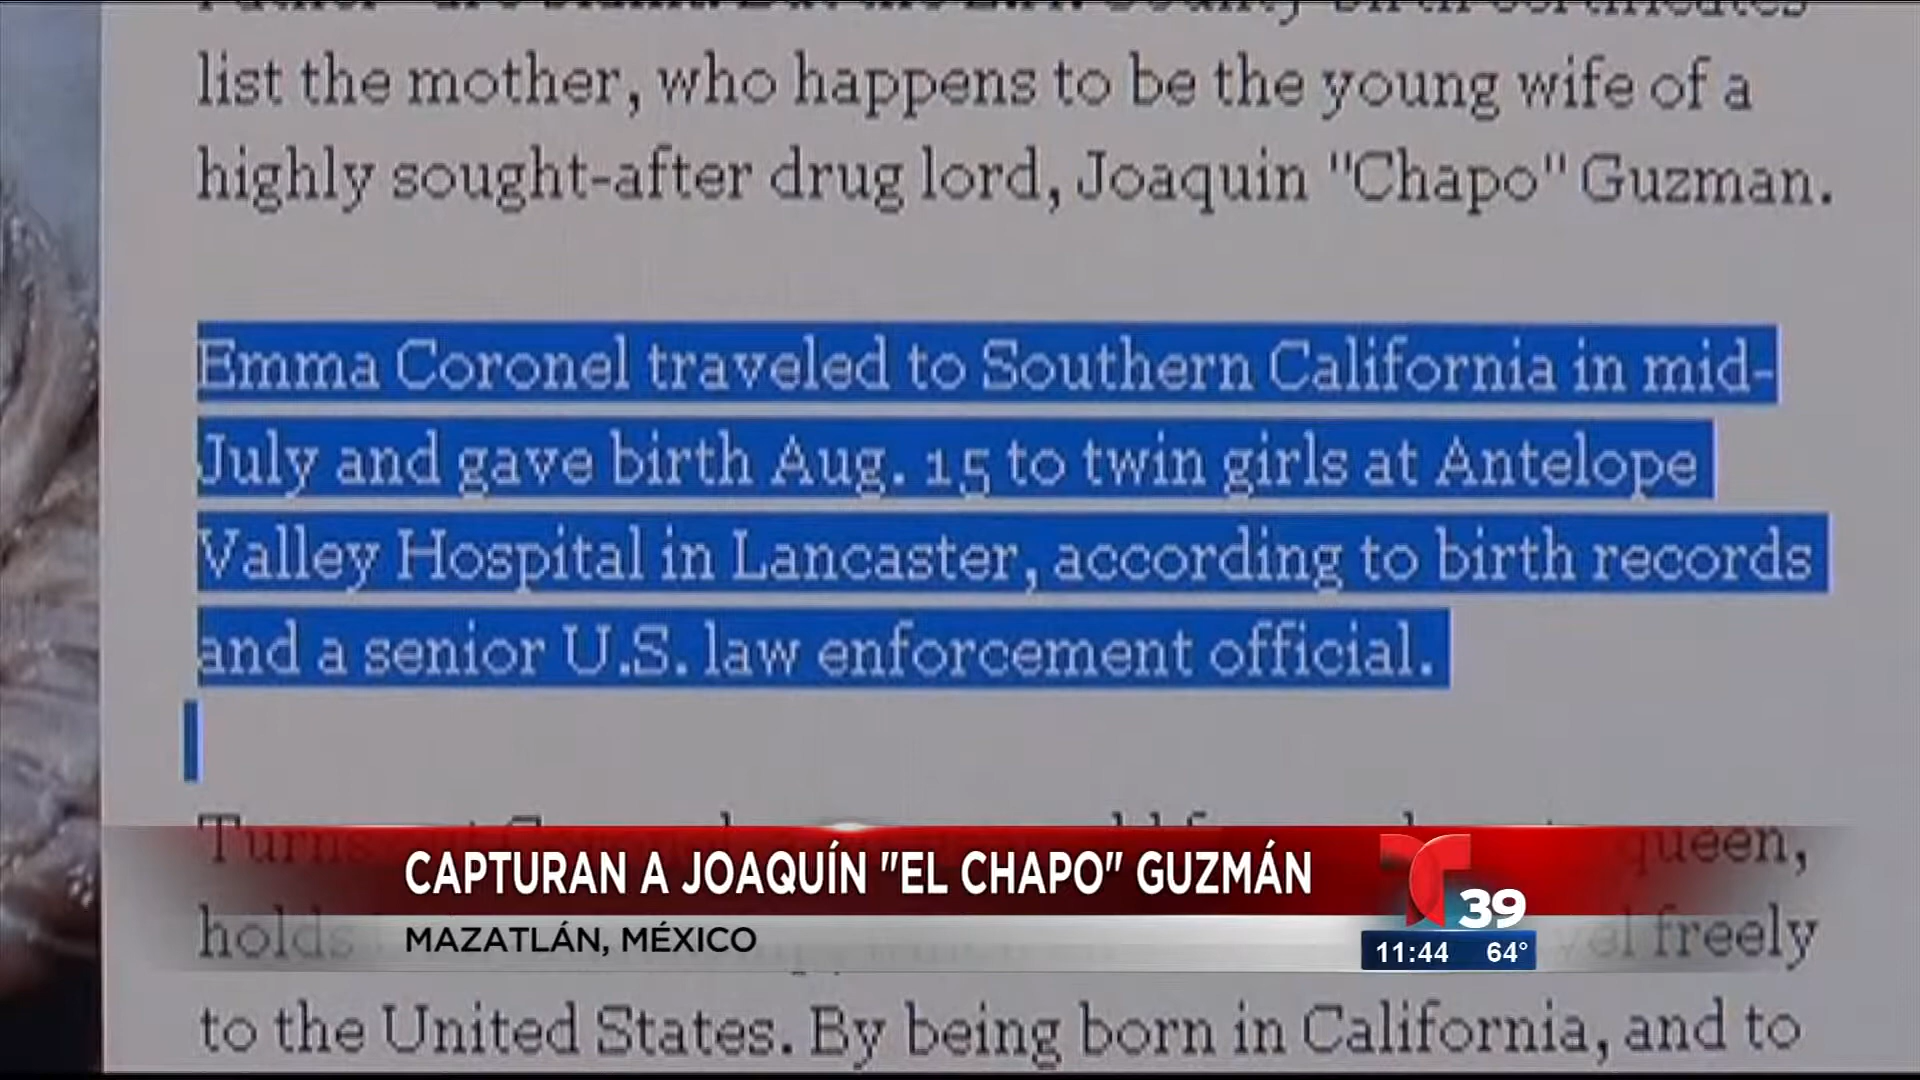 list the mother, who happens to be the young wife of a
highly sought-after drug lord, Joaquin "Chapo" Guzman.
Emma Coronel traveled to Southern California in mid-
July and gave birth Aug. 15 to twin girls at Antelope
Valley Hospital in Lancaster, according to birth records
and a senior U.S. law enforcement official.
queen,
CAPTURAN A JOAQUÍN "EL CHAPO" GUZMÁN
39
holds freely
MAZATLÁN, MÉXICO
11:44 64°
to the United States. By being born in California, and to